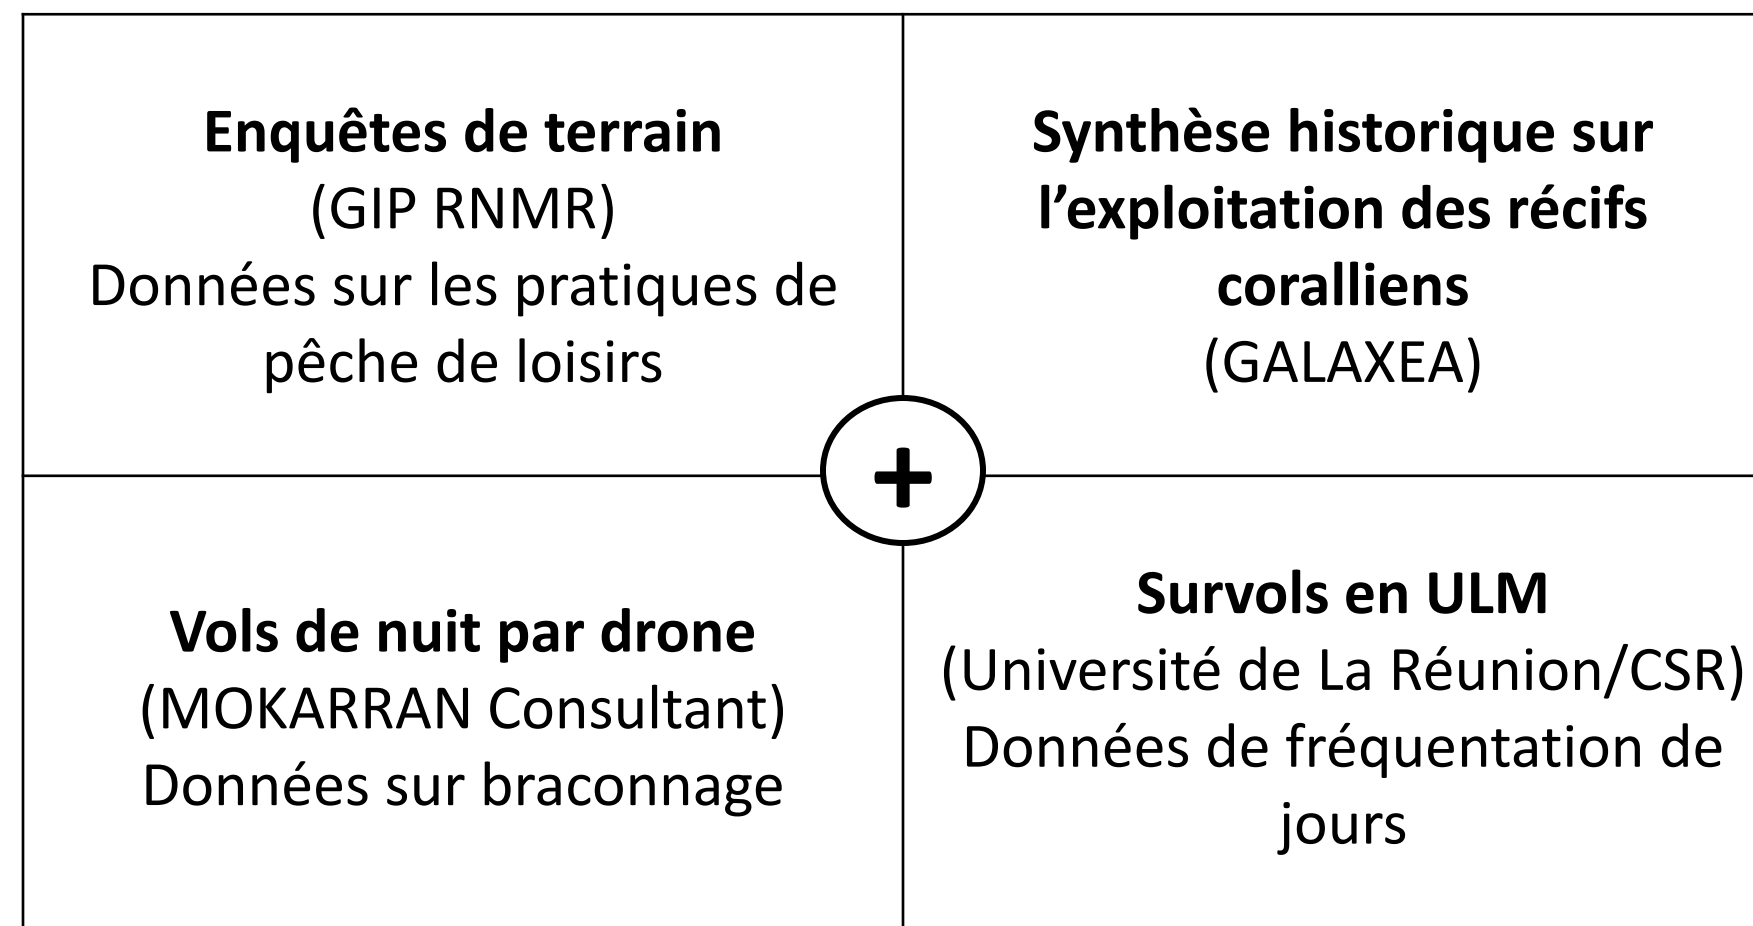 Enquêtes de terrain
(GIP RNMR)
Données sur les pratiques de
pêche de loisirs
Synthèse historique sur
l’exploitation des récifs
coralliens
(GALAXEA)
+
Vols de nuit par drone
(MOKARRAN Consultant)
Données sur braconnage
Survols en ULM
(Université de La Réunion/CSR)
Données de fréquentation de
jours